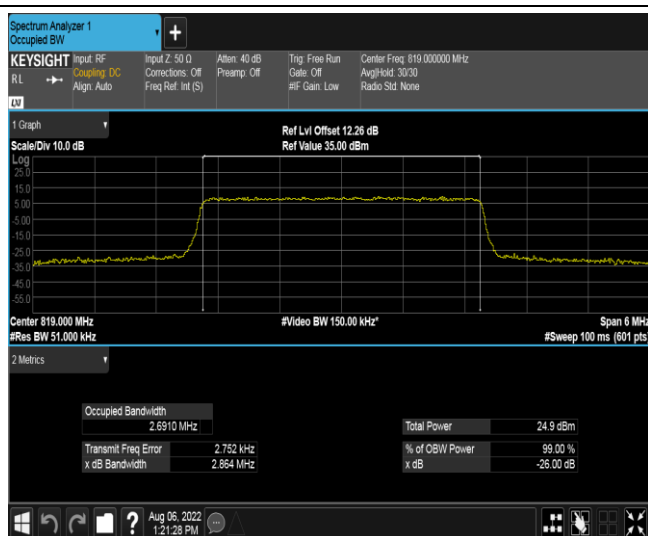 Spectrum Analyzer 1
Occupied BW
+
KEYSIGHT Input: RF Input Z: 50 Ω Atten: 40 dB Trig: Free Run Center Freq: 819.000000 MHz
RL Coupling: DC Corrections: Off Preamp: Off Gate: Off Avg|Hold: 30/30
Align: Auto Freq Ref: Int (S) #IF Gain: Low Radio Std: None
LXI
1 Graph
Ref Lvl Offset 12.26 dB
Scale/Div 10.0 dB Ref Value 35.00 dBm
Log
25.0
15.0
5.00
-5.00
-15.0
-25.0
-35.0
-45.0
-55.0
Center 819.000 MHz #Video BW 150.00 kHz* Span 6 MHz
#Res BW 51.000 kHz #Sweep 100 ms (601 pts)
2 Metrics
Occupied Bandwidth
2.6910 MHz Total Power 24.9 dBm
Transmit Freq Error 2.752 kHz % of OBW Power 99.00 %
x dB Bandwidth 2.864 MHz x dB -26.00 dB
? Aug 06, 2022
1:21:28 PM